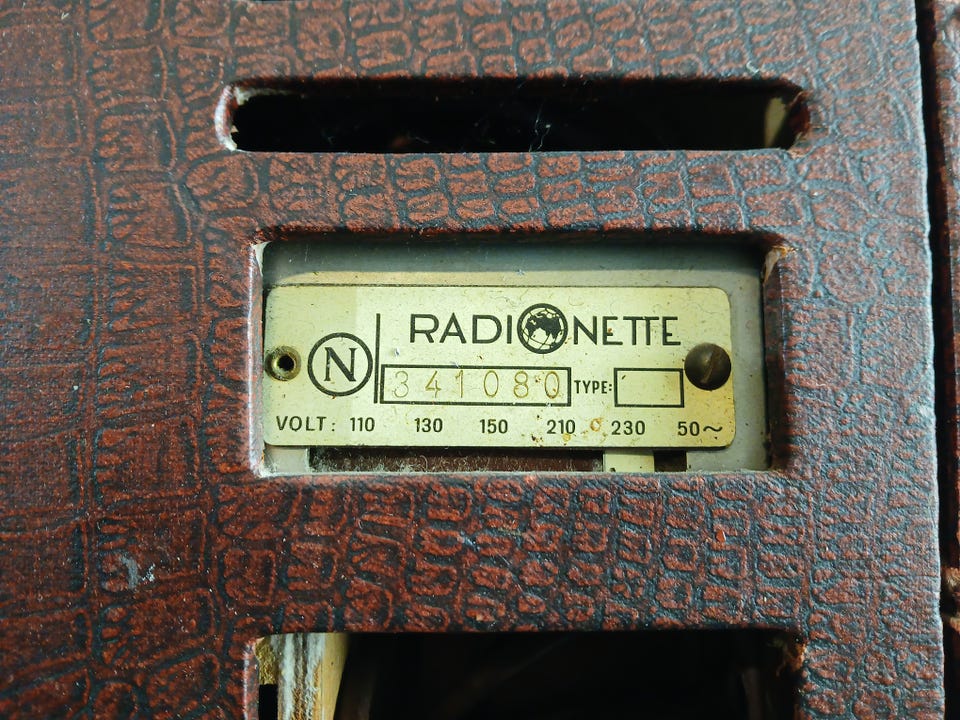 RADIONETTE
N
341080 TYPE:
VOLT: 110 130 150 210 230 50~